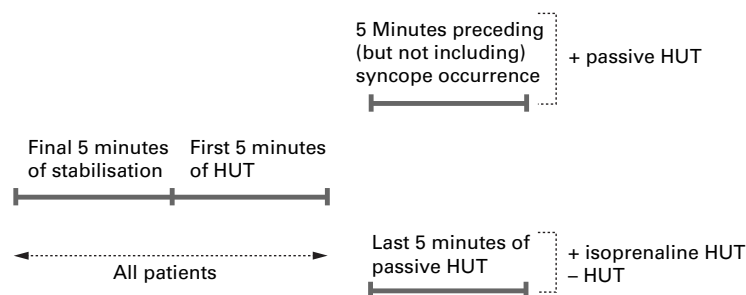 5 Minutes preceding
(but not including)
syncope occurrence
+ passive HUT
Final 5 minutes
of stabilisation
First 5 minutes
of HUT
All patients
Last 5 minutes of
passive HUT
+ isoprenaline HUT
– HUT